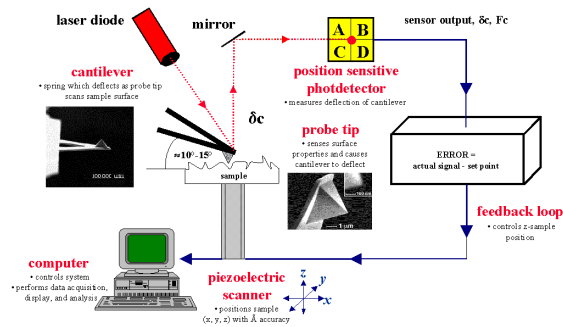 laser diode
mirror
A B
C D
sensor output, δc, Fc
cantilever
• spring which deflects as probe tip
scans sample surface
position sensitive
photdetector
• measures deflection of cantilever
δc
probe tip
• senses surface
properties and causes
cantilever to deflect
≈10°-15°
sample
1 μm
ERROR =
actual signal - set point
feedback loop
• controls z-sample
position
computer
• controls system
• performs data acquisition,
display, and analysis
piezoelectric
scanner
• positions sample
(x, y, z) with Å accuracy
z
y
x